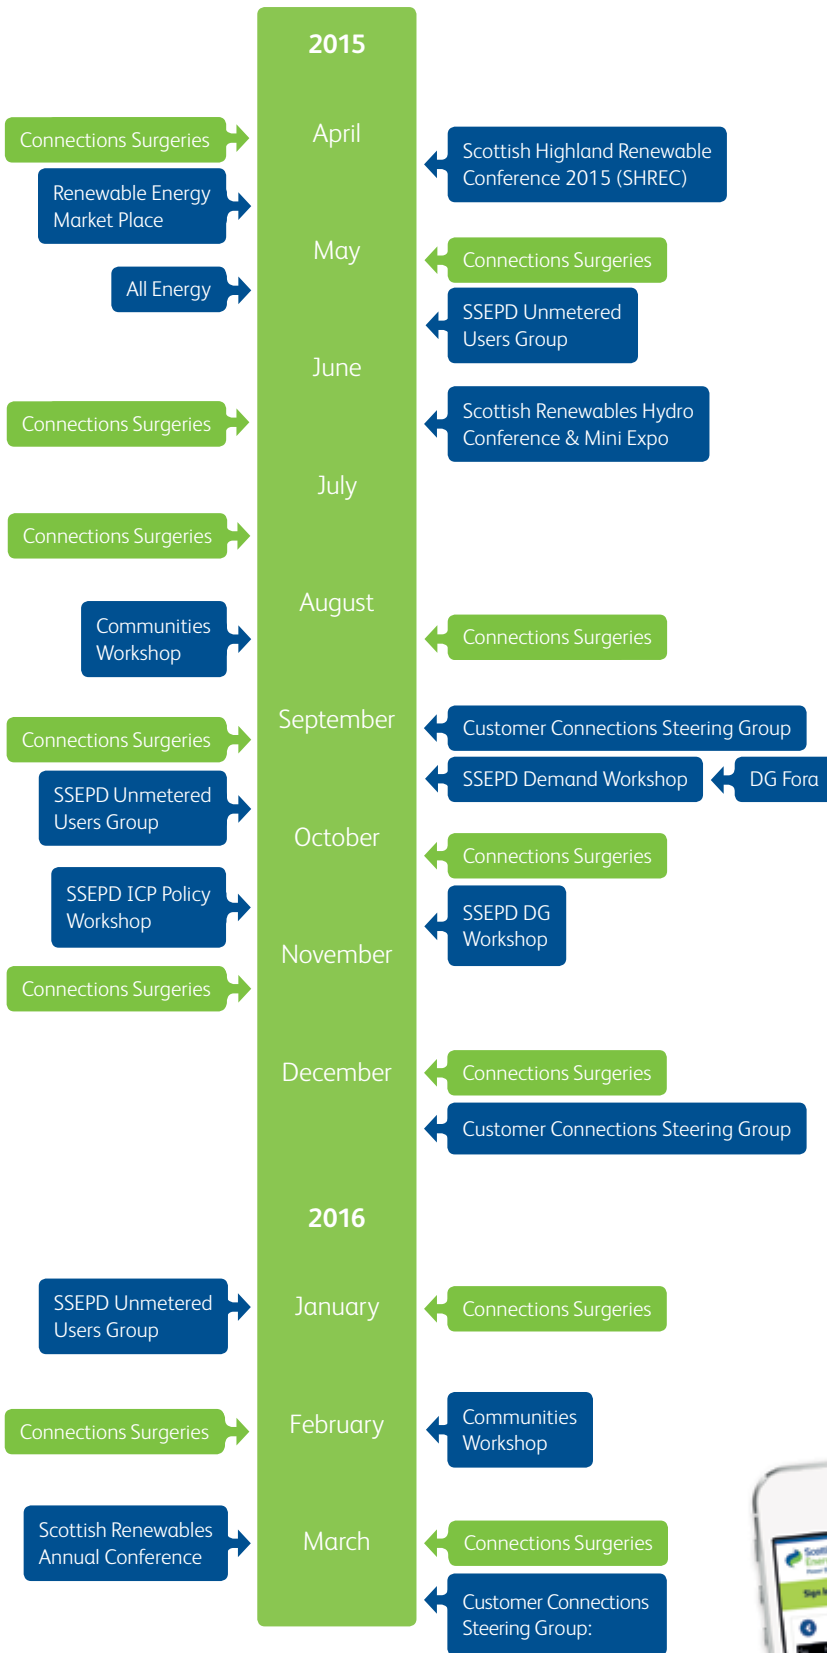 2015
April
Connections Surgeries
Scottish Highland Renewable
Conference 2015 (SHREC)
Renewable Energy
Market Place
May
Connections Surgeries
All Energy
SSEPD Unmetered
Users Group
June
Connections Surgeries
Scottish Renewables Hydro
Conference & Mini Expo
July
Connections Surgeries
August
Communities
Workshop
Connections Surgeries
September
Connections Surgeries
Customer Connections Steering Group
SSEPD Demand Workshop
DG Fora
SSEPD Unmetered
Users Group
October
Connections Surgeries
SSEPD ICP Policy
Workshop
SSEPD DG
Workshop
November
Connections Surgeries
December
Connections Surgeries
Customer Connections Steering Group
2016
January
SSEPD Unmetered
Users Group
Connections Surgeries
February
Connections Surgeries
Communities
Workshop
March
Scottish Renewables
Annual Conference
Connections Surgeries
Customer Connections
Steering Group: